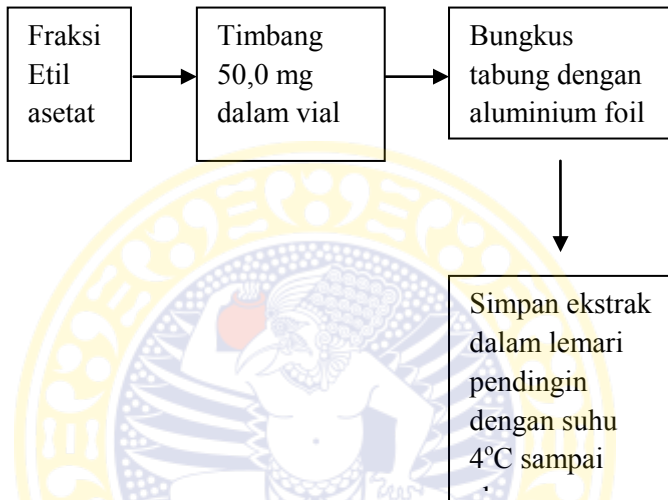 Fraksi
Etil
asetat
Timbang
50,0 mg
dalam vial
Bungkus
tabung dengan
aluminium foil
Simpan ekstrak
dalam lemari
pendingin
dengan suhu
4°C sampai